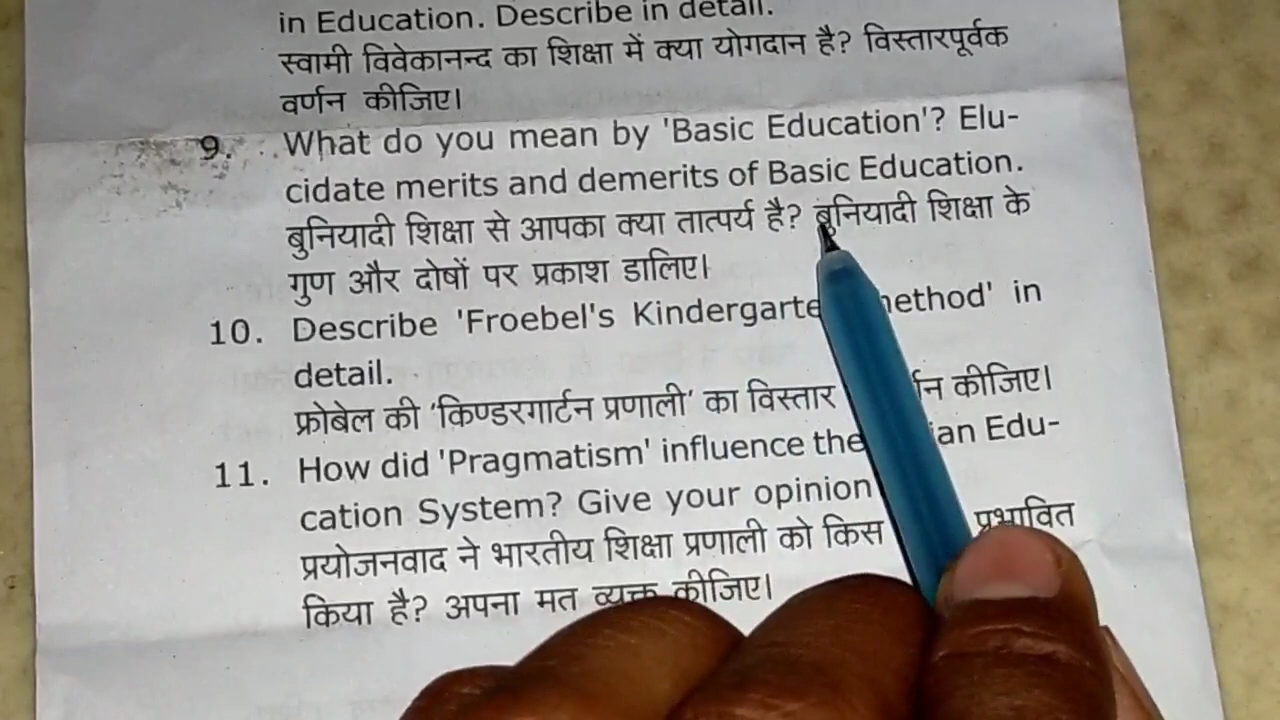 in Education. Describe in detail.
स्वामी विवेकानन्द का शिक्षा में क्या योगदान है? विस्तारपूर्वक
वर्णन कीजिए।
9. What do you mean by 'Basic Education'? Elu-
cidate merits and demerits of Basic Education.
बुनियादी शिक्षा से आपका क्या तात्पर्य है? बुनियादी शिक्षा के
गुण और दोषों पर प्रकाश डालिए।
10. Describe 'Froebel's Kindergarten method' in
detail.
फ्रोबेल की 'किण्डरगार्टन प्रणाली' का विस्तार कीजिए।
11. How did 'Pragmatism' influence the Edu-
cation System? Give your opinion
प्रयोजनवाद ने भारतीय शिक्षा प्रणाली को किस प्रभावित
किया है? अपना मत व्यक्त कीजिए।